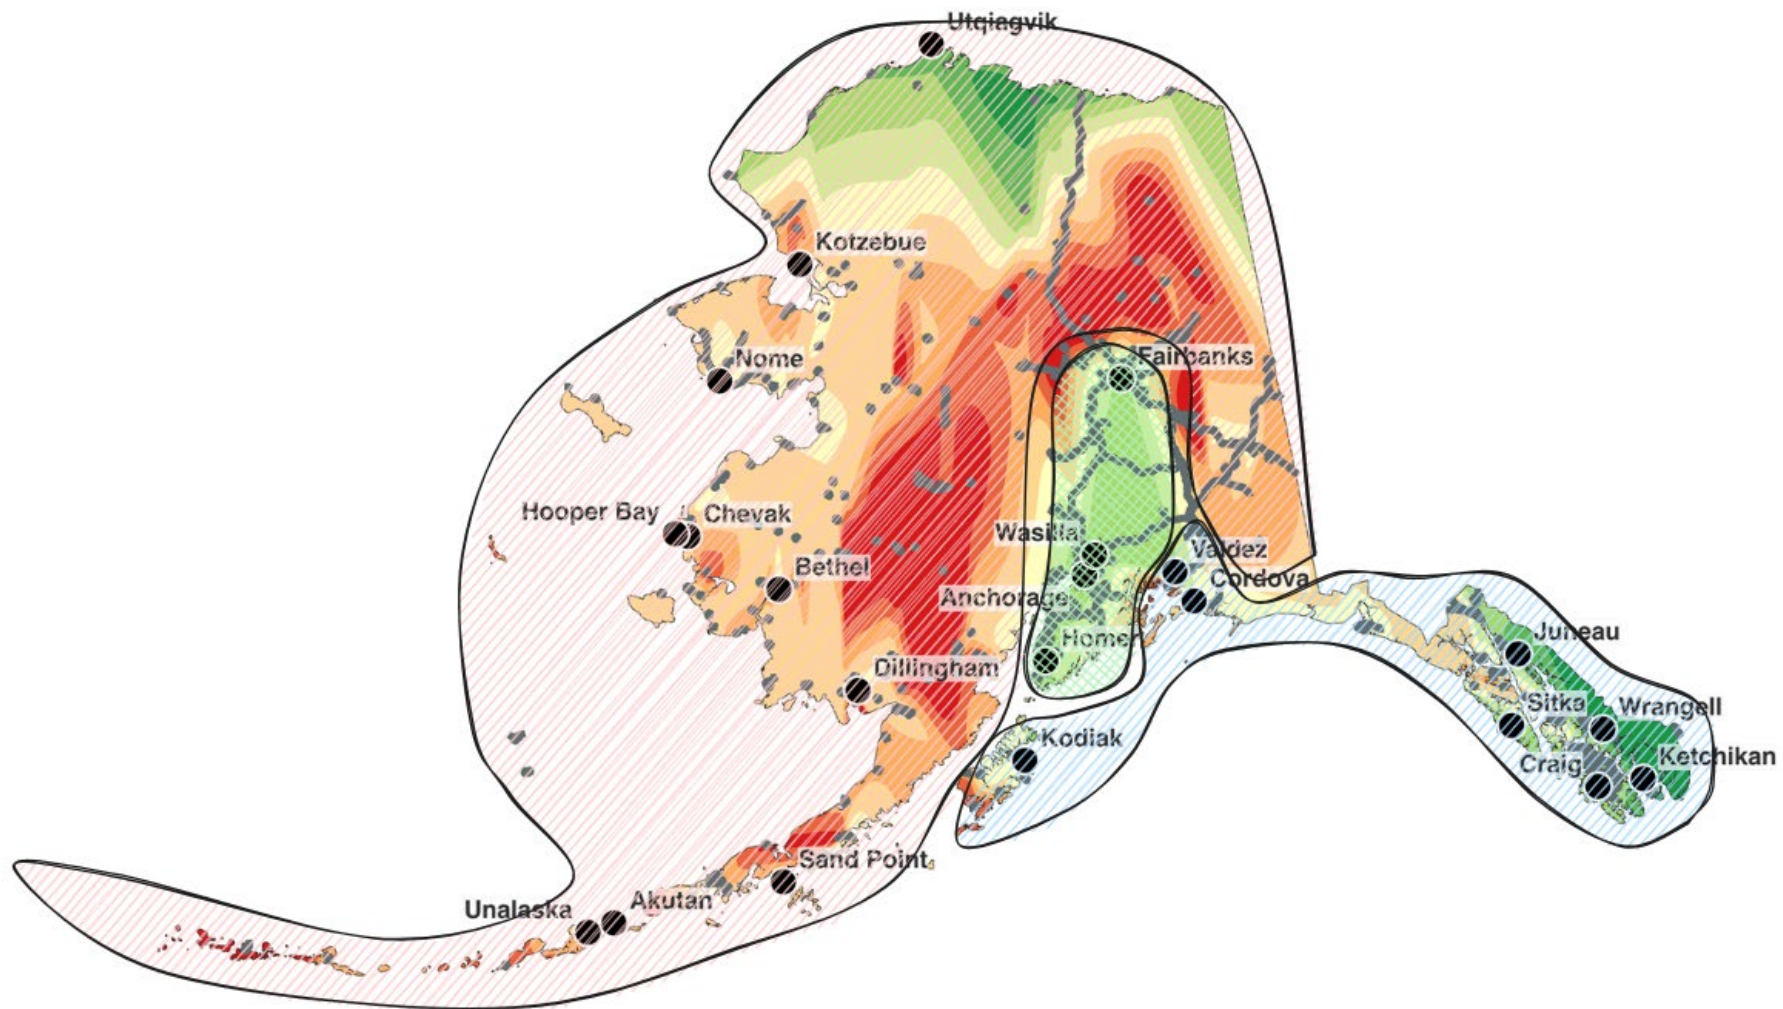 Utqiagvik
Kotzebue
Fairbanks
Nome
Hooper Bay
Chevak
Wasilla
Valdez
Bethel
Cordova
Anchorage
Homer
Juneau
Dillingham
Sitka
Wrangell
Kodiak
Craig
Ketchikan
Sand Point
Akutan
Unalaska